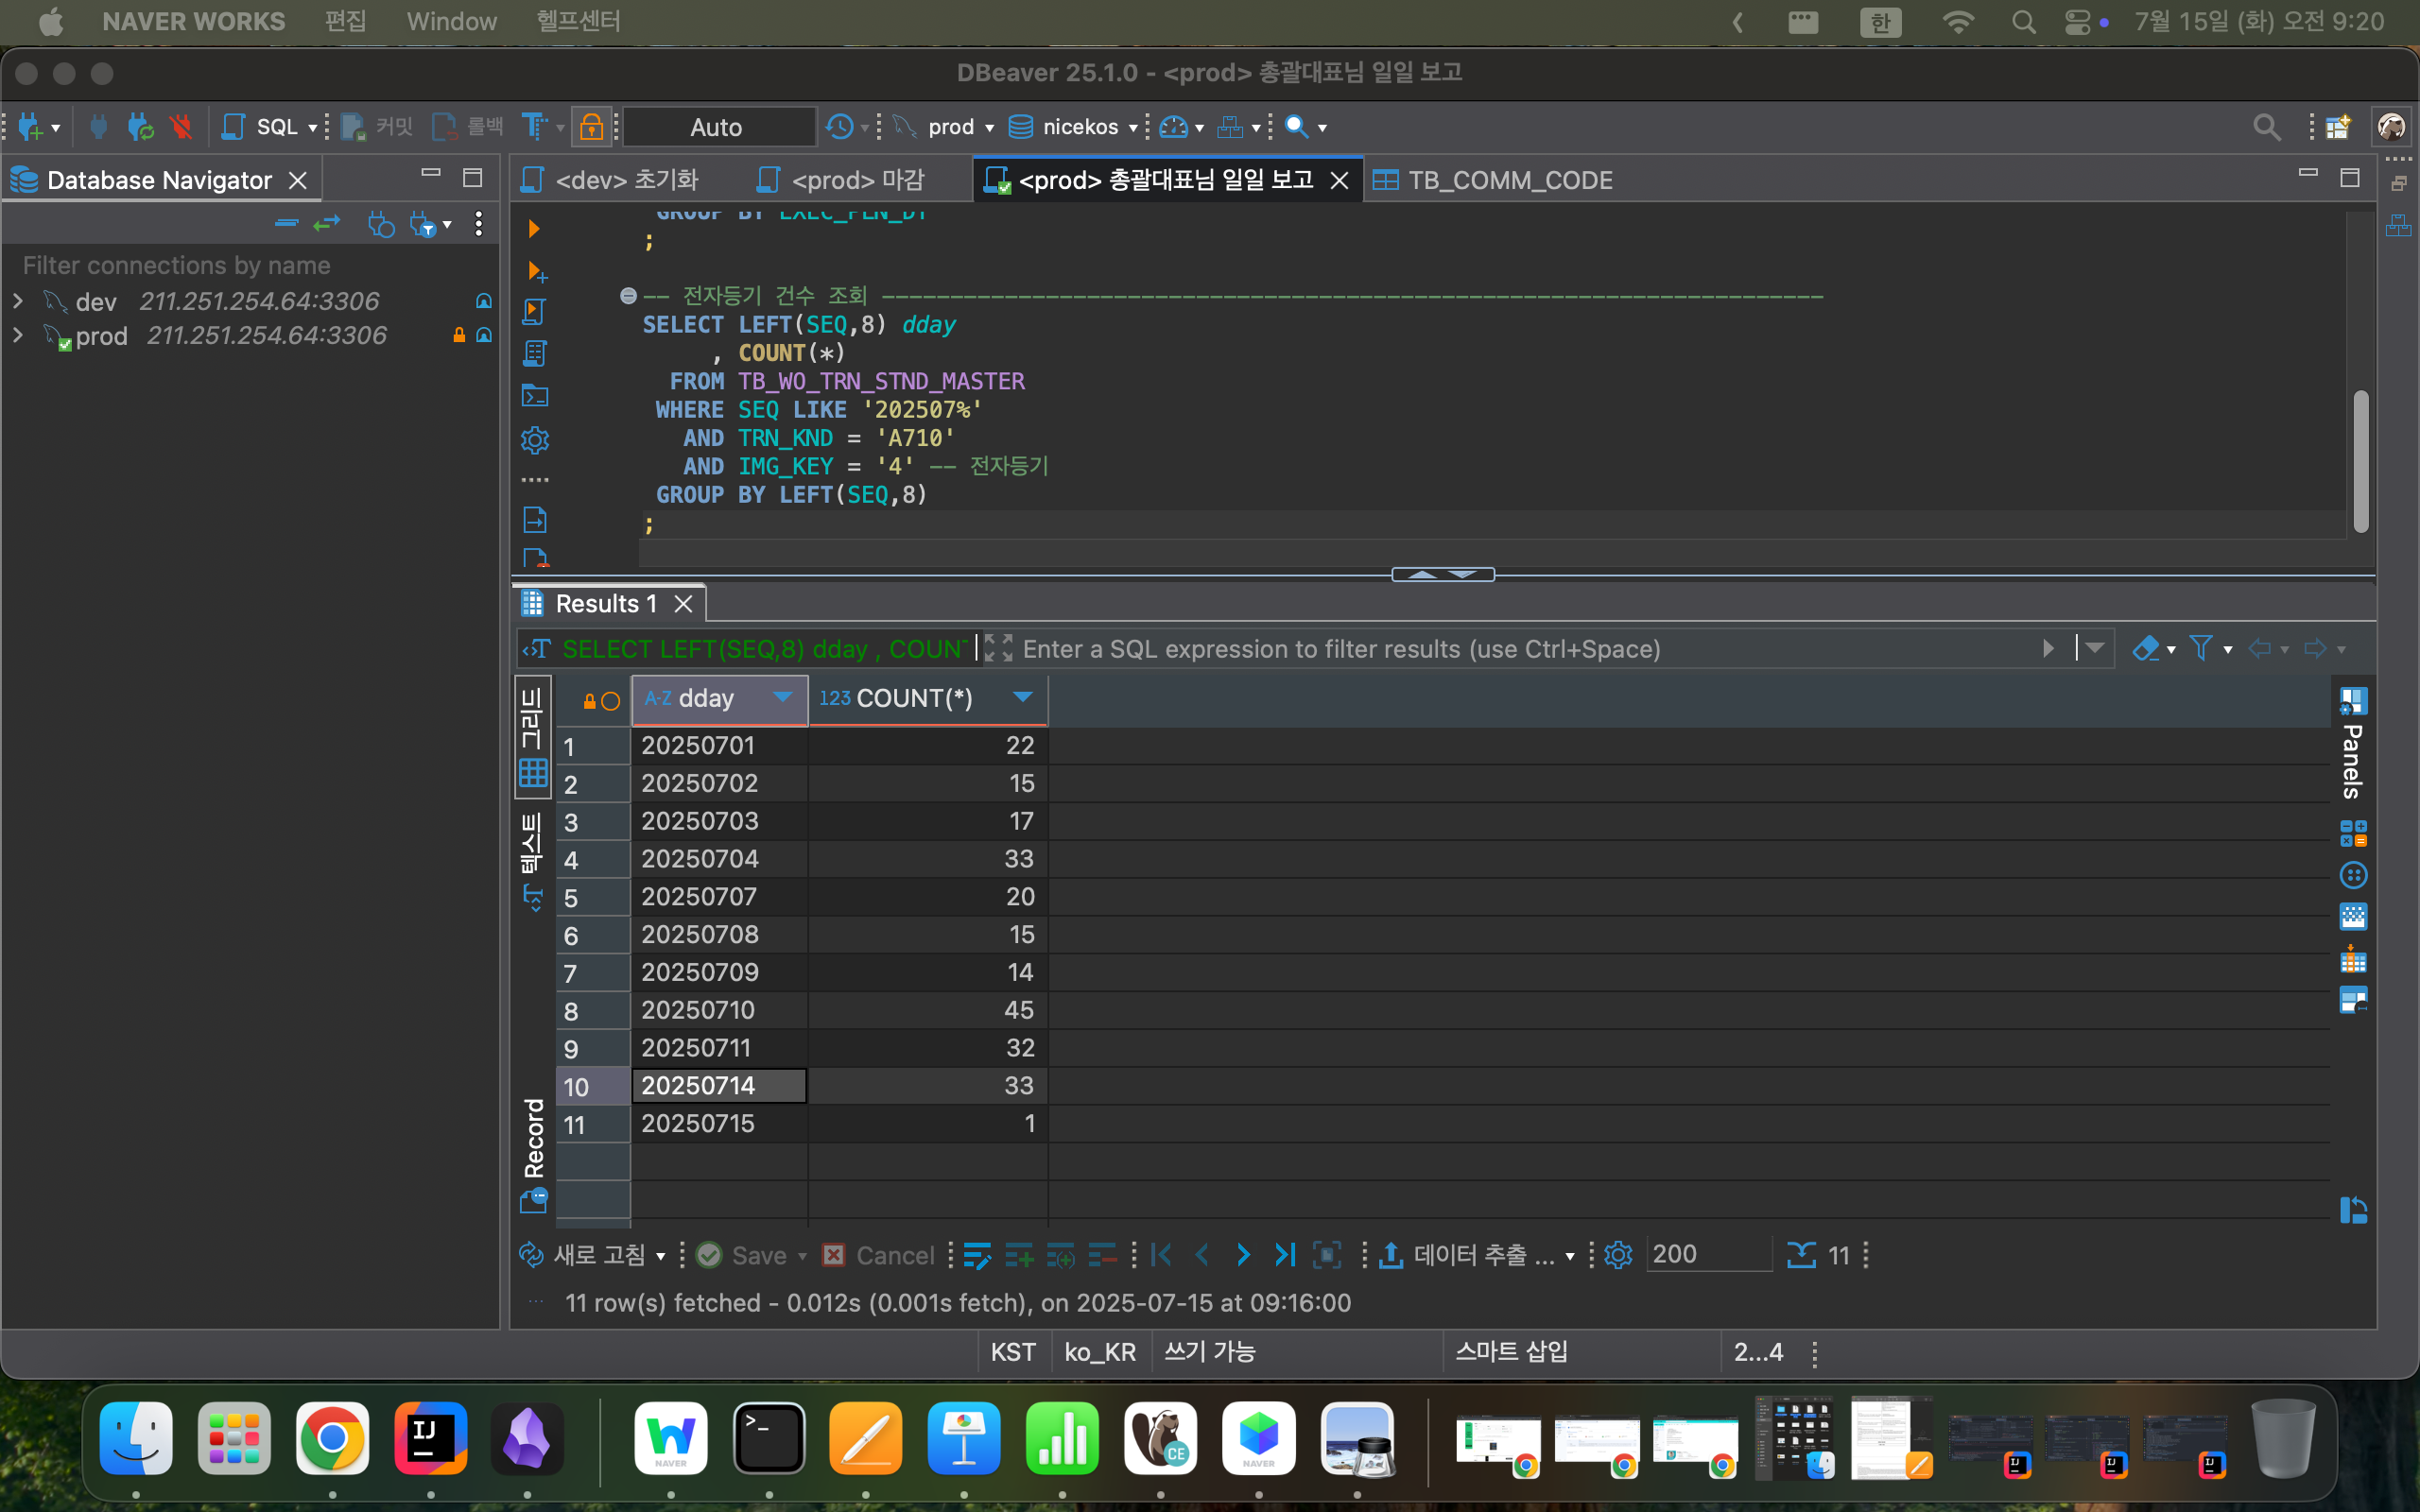 NAVER WORKS 편집 Window 헬프센터 한 7월 15일 (화) 오전 9:20
DBeaver 25.1.0 - <prod> 총괄대표님 일일 보고
SQL 커밋 롤백 Auto prod nicekos
Database Navigator
<dev> 초기화 <prod> 마감 <prod> 총괄대표님 일일 보고 TB_COMM_CODE
Filter connections by name
dev 211.251.254.64:3306
prod 211.251.254.64:3306
GROUP BY EXEC_PLN_DT
;
-- 전자등기 건수 조회 ---------------------------------------------------------------------
SELECT LEFT(SEQ,8) dday
, COUNT(*)
FROM TB_WO_TRN_STND_MASTER
WHERE SEQ LIKE '202507%'
AND TRN_KND = 'A710'
AND IMG_KEY = '4' -- 전자등기
GROUP BY LEFT(SEQ,8)
;
Results 1
SELECT LEFT(SEQ,8) dday , COUNT Enter a SQL expression to filter results (use Ctrl+Space)
그리드
텍스트
Record
Panels
A-Z dday 123 COUNT(*)
1 20250701 22
2 20250702 15
3 20250703 17
4 20250704 33
5 20250707 20
6 20250708 15
7 20250709 14
8 20250710 45
9 20250711 32
10 20250714 33
11 20250715 1
새로 고침 Save Cancel 데이터 추출 ... 200 11
11 row(s) fetched - 0.012s (0.001s fetch), on 2025-07-15 at 09:16:00
KST ko_KR 쓰기 가능 스마트 삽입 2...4
IJ NAVER CE NAVER